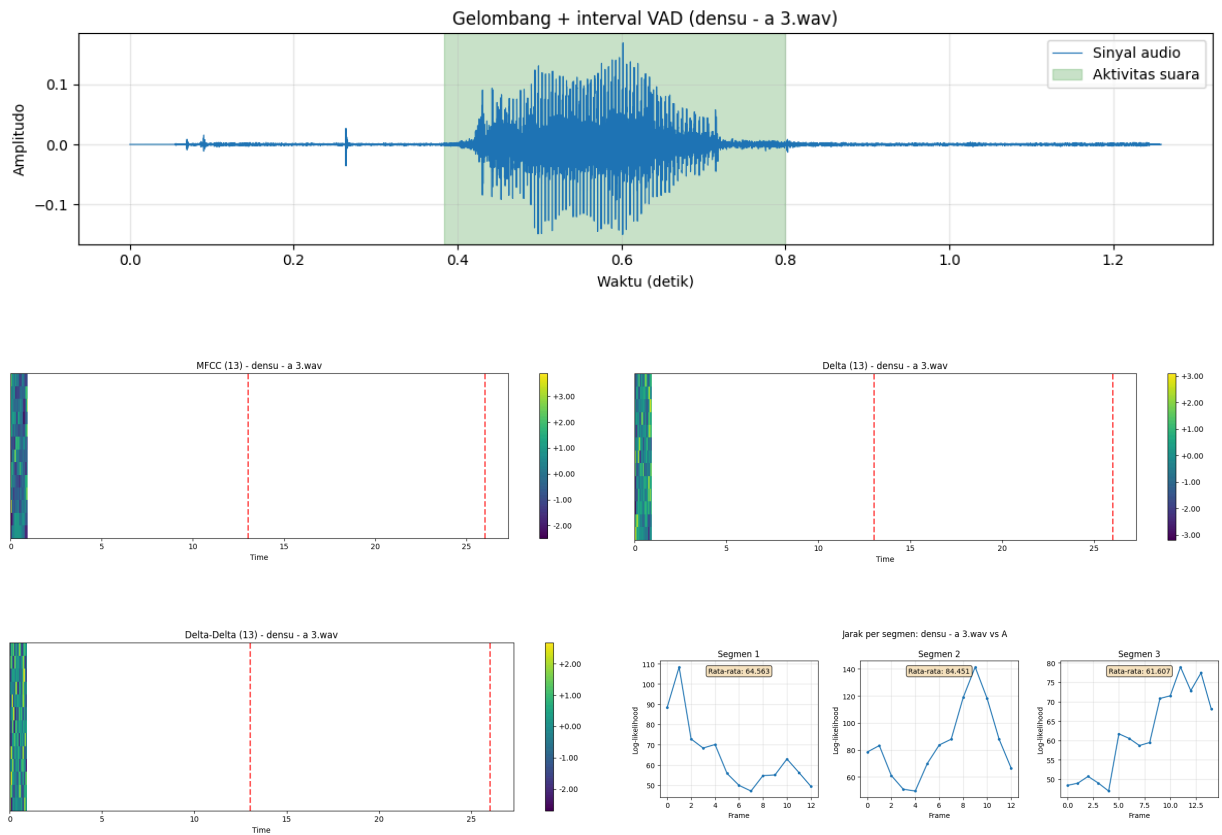 Gelombang + interval VAD (densu - a 3.wav)
Amplitudo
0.1
0.0
−0.1
Sinyal audio
Aktivitas suara
0.0 0.2 0.4 0.6 0.8 1.0 1.2
Waktu (detik)
MFCC (13) - densu - a 3.wav
+3.00
+2.00
+1.00
+0.00
-1.00
-2.00
0 5 10 15 20 25
Time
Delta (13) - densu - a 3.wav
+3.00
+2.00
+1.00
+0.00
-1.00
-2.00
-3.00
0 5 10 15 20 25
Time
Delta-Delta (13) - densu - a 3.wav
+2.00
+1.00
+0.00
-1.00
-2.00
0 5 10 15 20 25
Time
Jarak per segmen: densu - a 3.wav vs A
Segmen 1
Rata-rata: 64.563
Log-likelihood
110
100
90
80
70
60
50
0 2 4 6 8 10 12
Frame
Segmen 2
Rata-rata: 84.451
Log-likelihood
140
120
100
80
60
0 2 4 6 8 10 12
Frame
Segmen 3
Rata-rata: 61.607
Log-likelihood
80
75
70
65
60
55
50
0.0 2.5 5.0 7.5 10.0 12.5
Frame